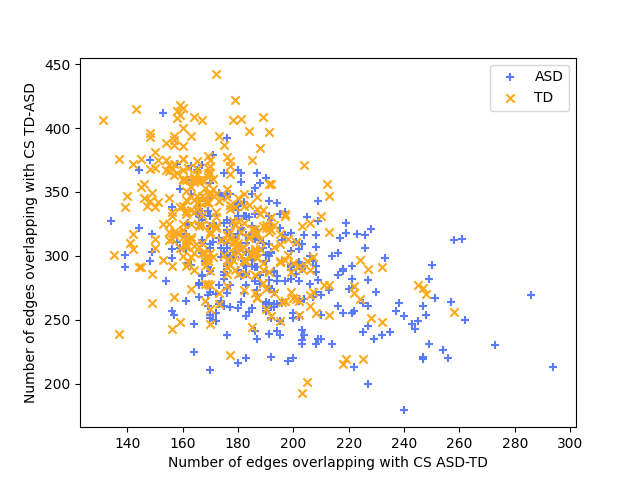 450
400
350
300
250
200
Number of edges overlapping with CS TD-ASD
ASD
TD
140 160 180 200 220 240 260 280 300
Number of edges overlapping with CS ASD-TD